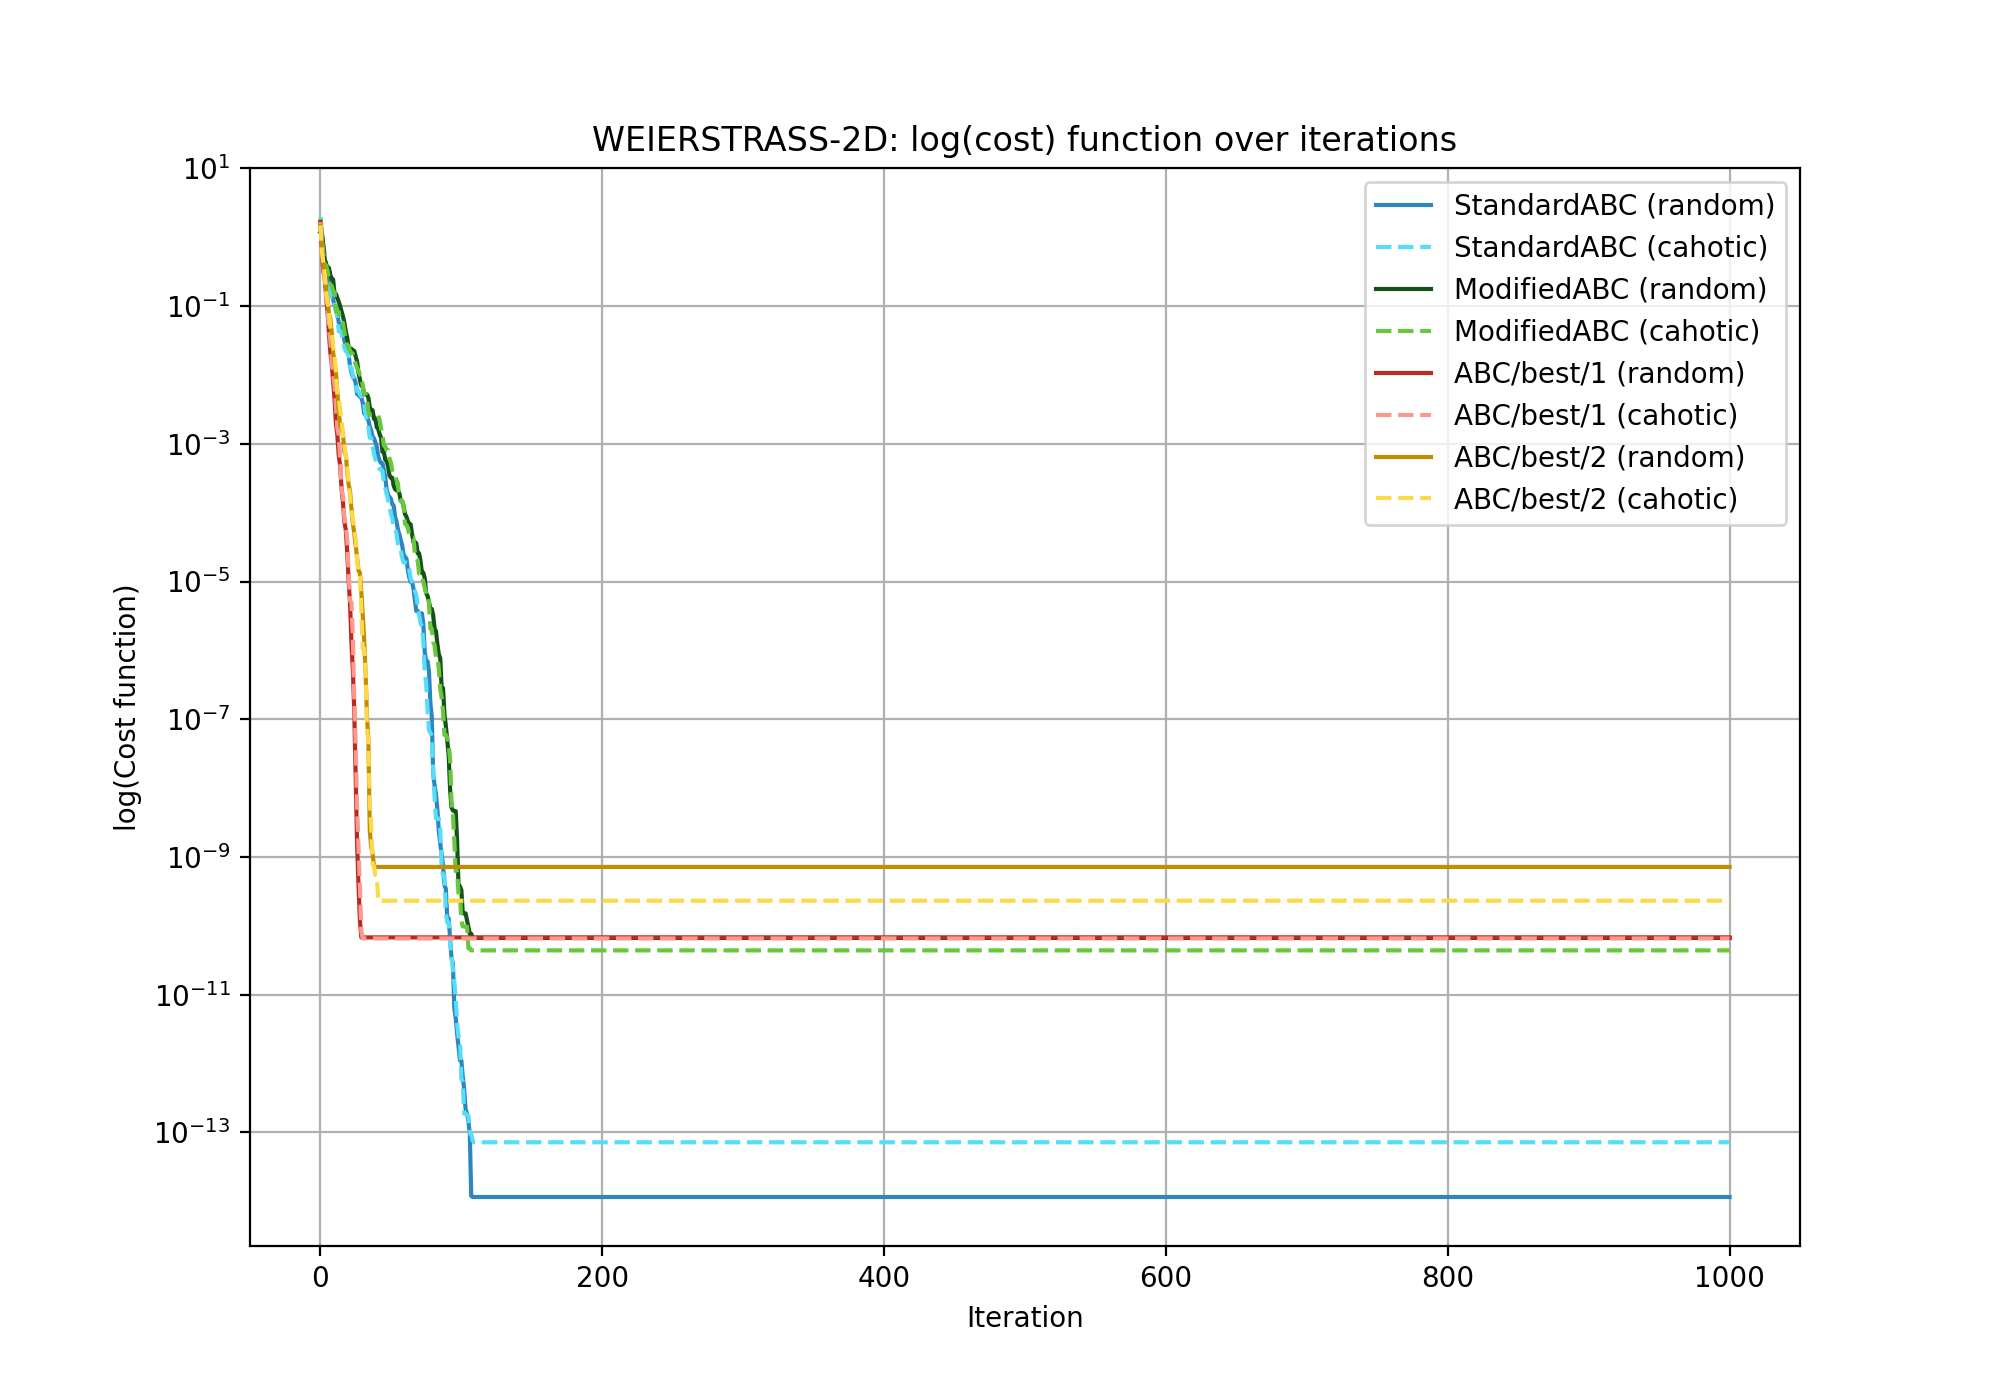 WEIERSTRASS-2D: log(cost) function over iterations
10¹
10⁻¹
10⁻³
10⁻⁵
10⁻⁷
10⁻⁹
10⁻¹¹
10⁻¹³
log(Cost function)
StandardABC (random)
StandardABC (cahotic)
ModifiedABC (random)
ModifiedABC (cahotic)
ABC/best/1 (random)
ABC/best/1 (cahotic)
ABC/best/2 (random)
ABC/best/2 (cahotic)
0 200 400 600 800 1000
Iteration